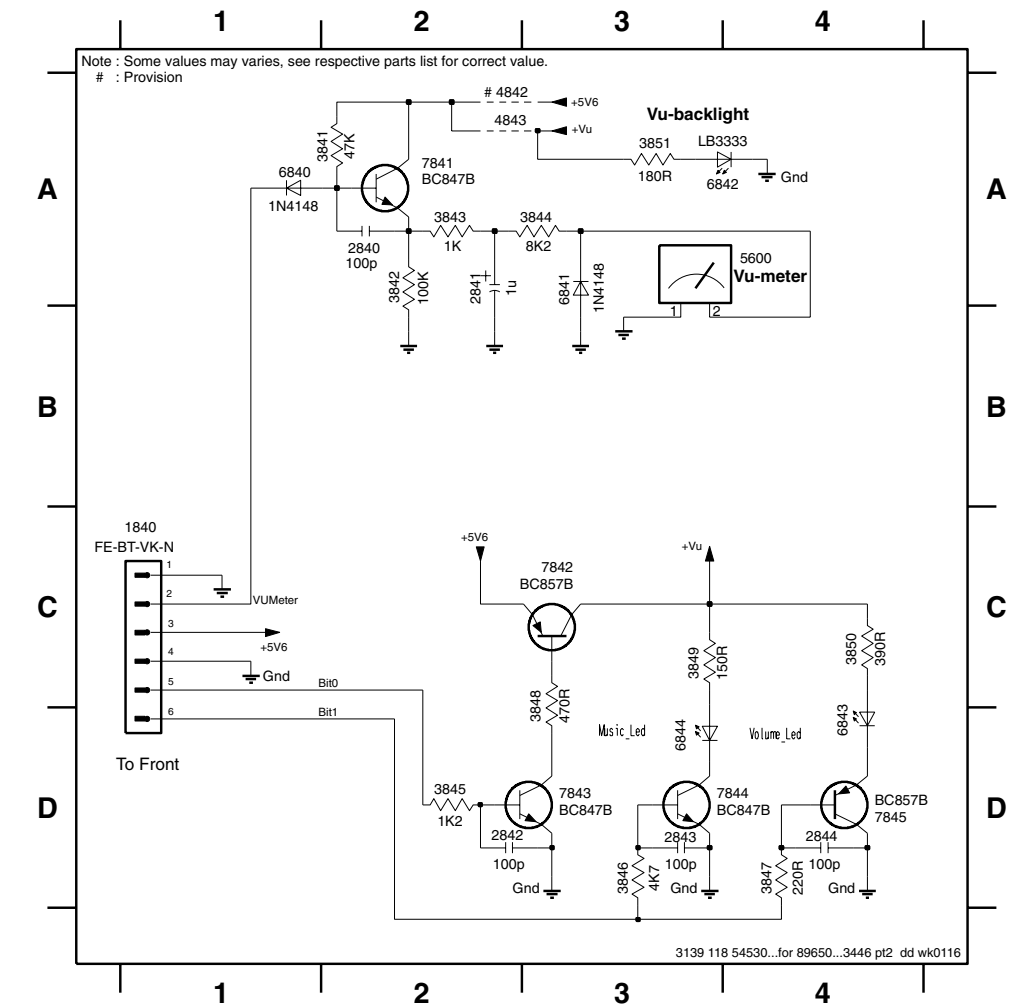 1 2 3 4
Note : Some values may varies, see respective parts list for correct value.
# : Provision
# 4842
+5V6
4843
+Vu
Vu-backlight
3851
180R
LB3333
6842
Gnd
A
A
3841
47K
7841
BC847B
6840
1N4148
2840
100p
3843
1K
3844
8K2
3842
100K
2841
+
1u
6841
1N4148
5600
Vu-meter
1
2
B
B
1840
FE-BT-VK-N
1
2
VUMeter
3
+5V6
4
Gnd
5
Bit0
6
Bit1
To Front
C
C
+5V6
7842
BC857B
+Vu
3849
150R
3850
390R
3848
470R
Music_Led
6844
Volume_Led
6843
D
D
3845
1K2
7843
BC847B
2842
100p
Gnd
7844
BC847B
2843
100p
3846
4K7
Gnd
BC857B
7845
2844
100p
3847
220R
Gnd
3139 118 54530...for 89650...3446 pt2 dd wk0116
1 2 3 4